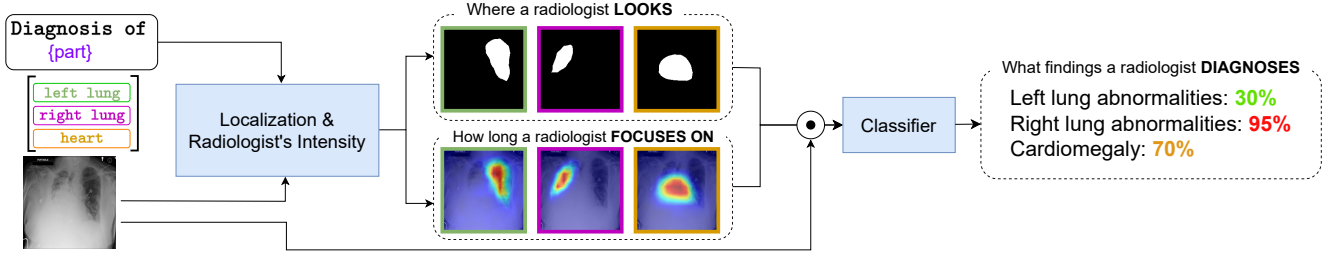 Diagnosis of
{part}
left lung
right lung
heart
Localization &
Radiologist's Intensity
Where a radiologist LOOKS
How long a radiologist FOCUSES ON
Classifier
What findings a radiologist DIAGNOSES
Left lung abnormalities: 30%
Right lung abnormalities: 95%
Cardiomegaly: 70%